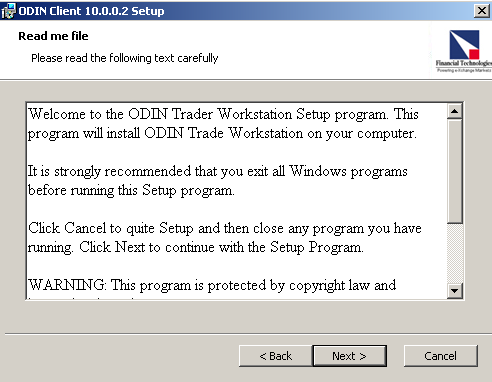 ODIN Client 10.0.0.2 Setup
Read me file
Please read the following text carefully
Financial Technologies
Powering e-Xchange Markets
Welcome to the ODIN Trader Workstation Setup program. This
program will install ODIN Trade Workstation on your computer.
It is strongly recommended that you exit all Windows programs
before running this Setup program.
Click Cancel to quite Setup and then close any program you have
running. Click Next to continue with the Setup Program.
WARNING: This program is protected by copyright law and
< Back
Next >
Cancel